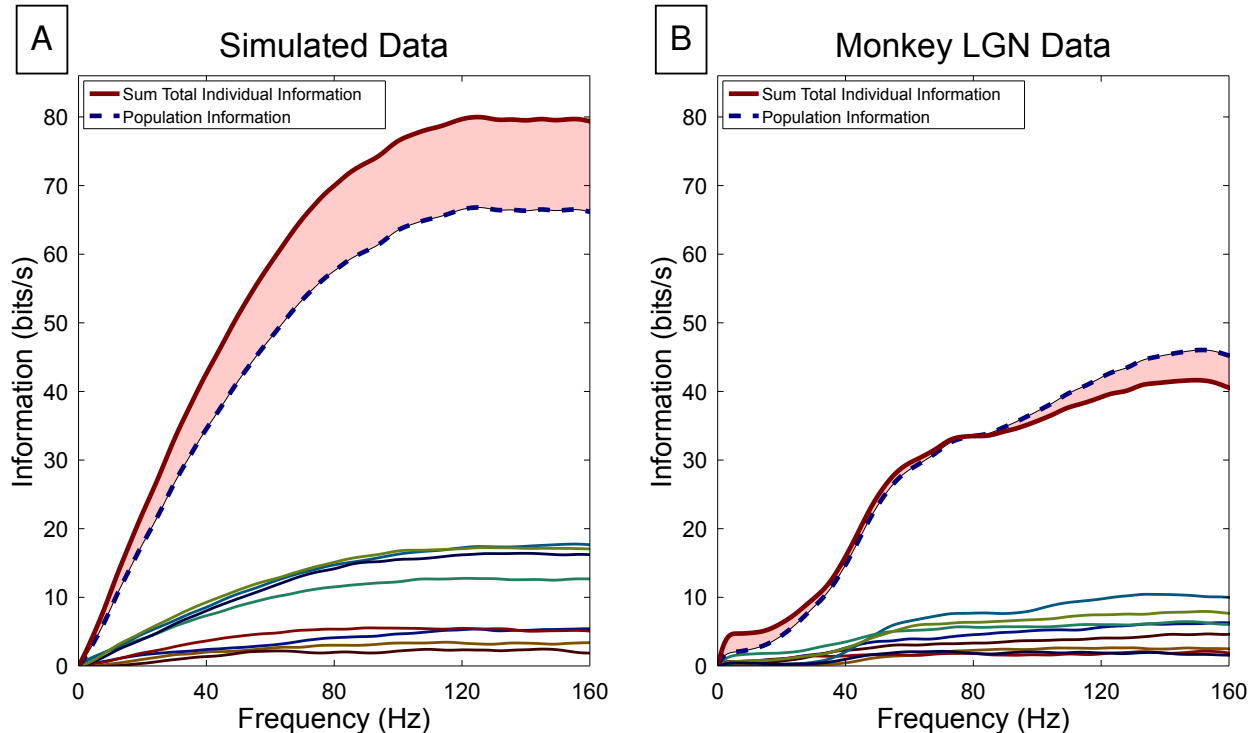 A
Simulated Data
Sum Total Individual Information
Population Information
Information (bits/s)
80
70
60
50
40
30
20
10
0
0 40 80 120 160
Frequency (Hz)
B
Monkey LGN Data
Sum Total Individual Information
Population Information
Information (bits/s)
80
70
60
50
40
30
20
10
0
0 40 80 120 160
Frequency (Hz)